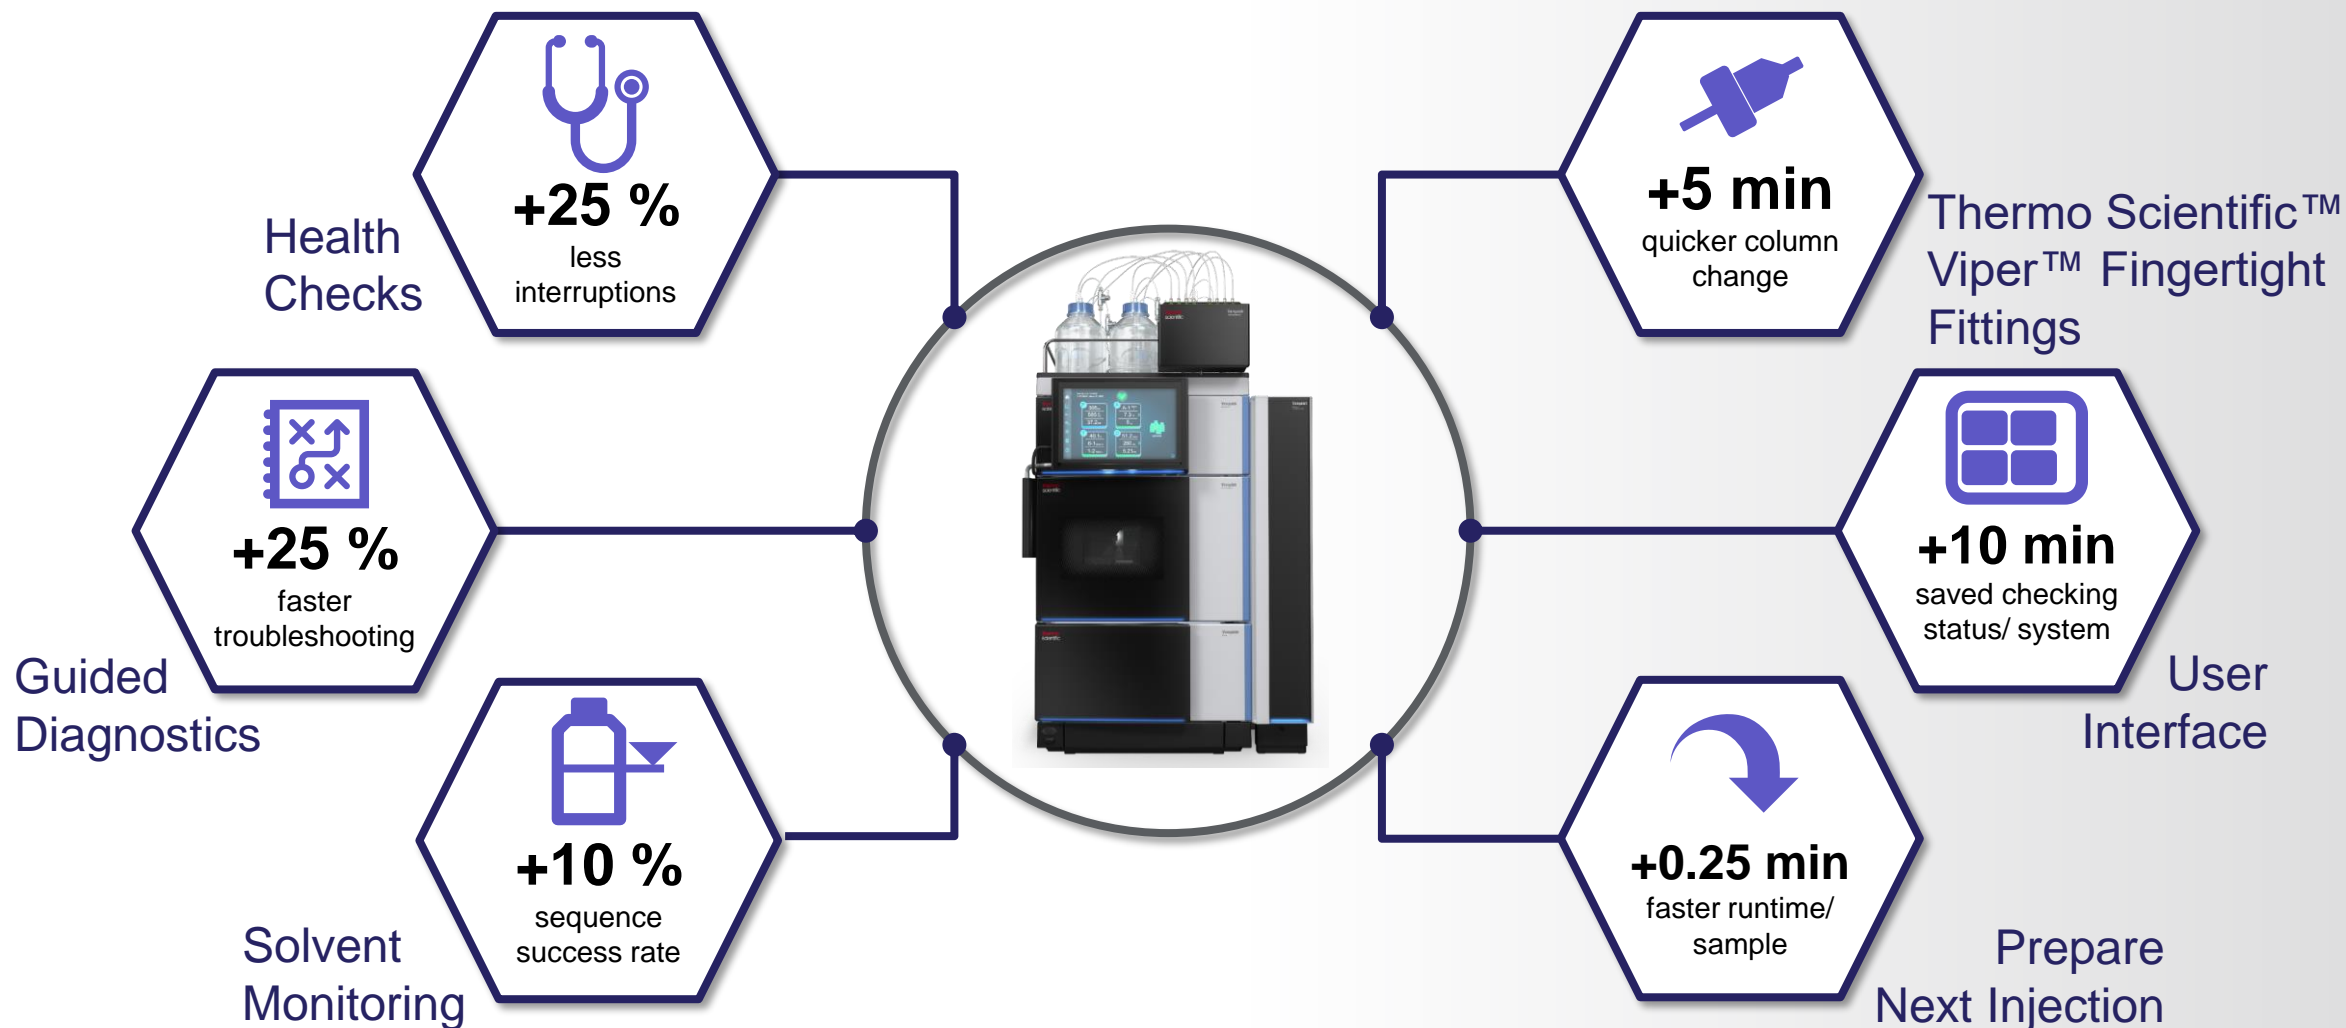 +25 %
less
interruptions
Health
Checks
+25 %
faster
troubleshooting
Guided
Diagnostics
+10 %
sequence
success rate
Solvent
Monitoring
+5 min
quicker column
change
Thermo Scientific™
Viper™ Fingertight
Fittings
+10 min
saved checking
status/ system
User
Interface
+0.25 min
faster runtime/
sample
Prepare
Next Injection